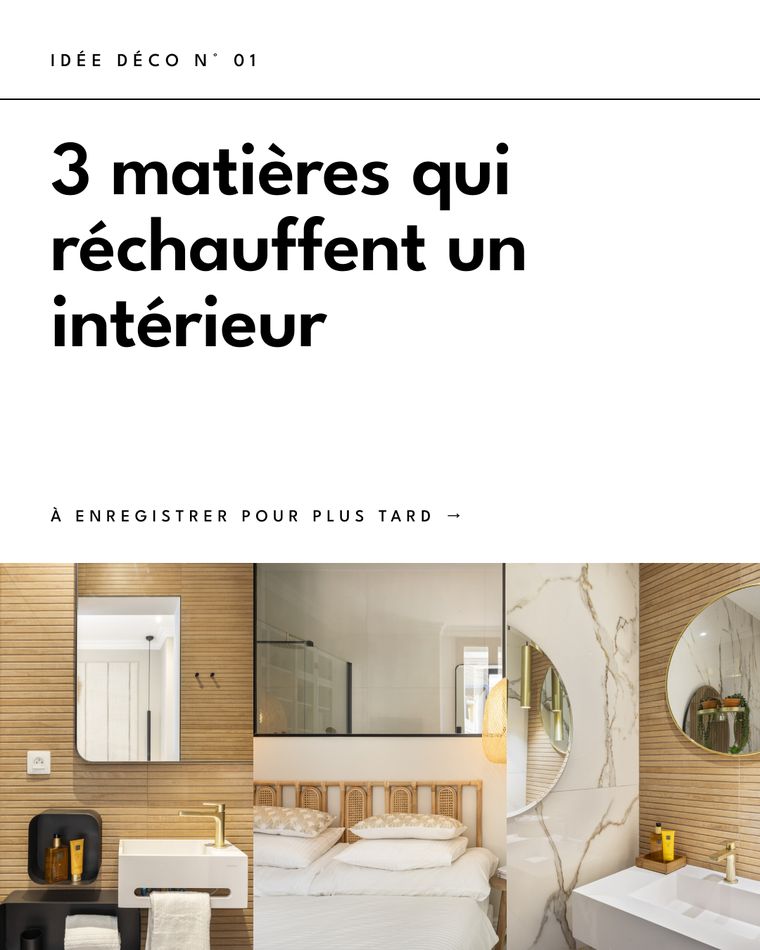 IDÉE DÉCO N° 01
3 matières qui
réchauffent un
intérieur
À ENREGISTRER POUR PLUS TARD →